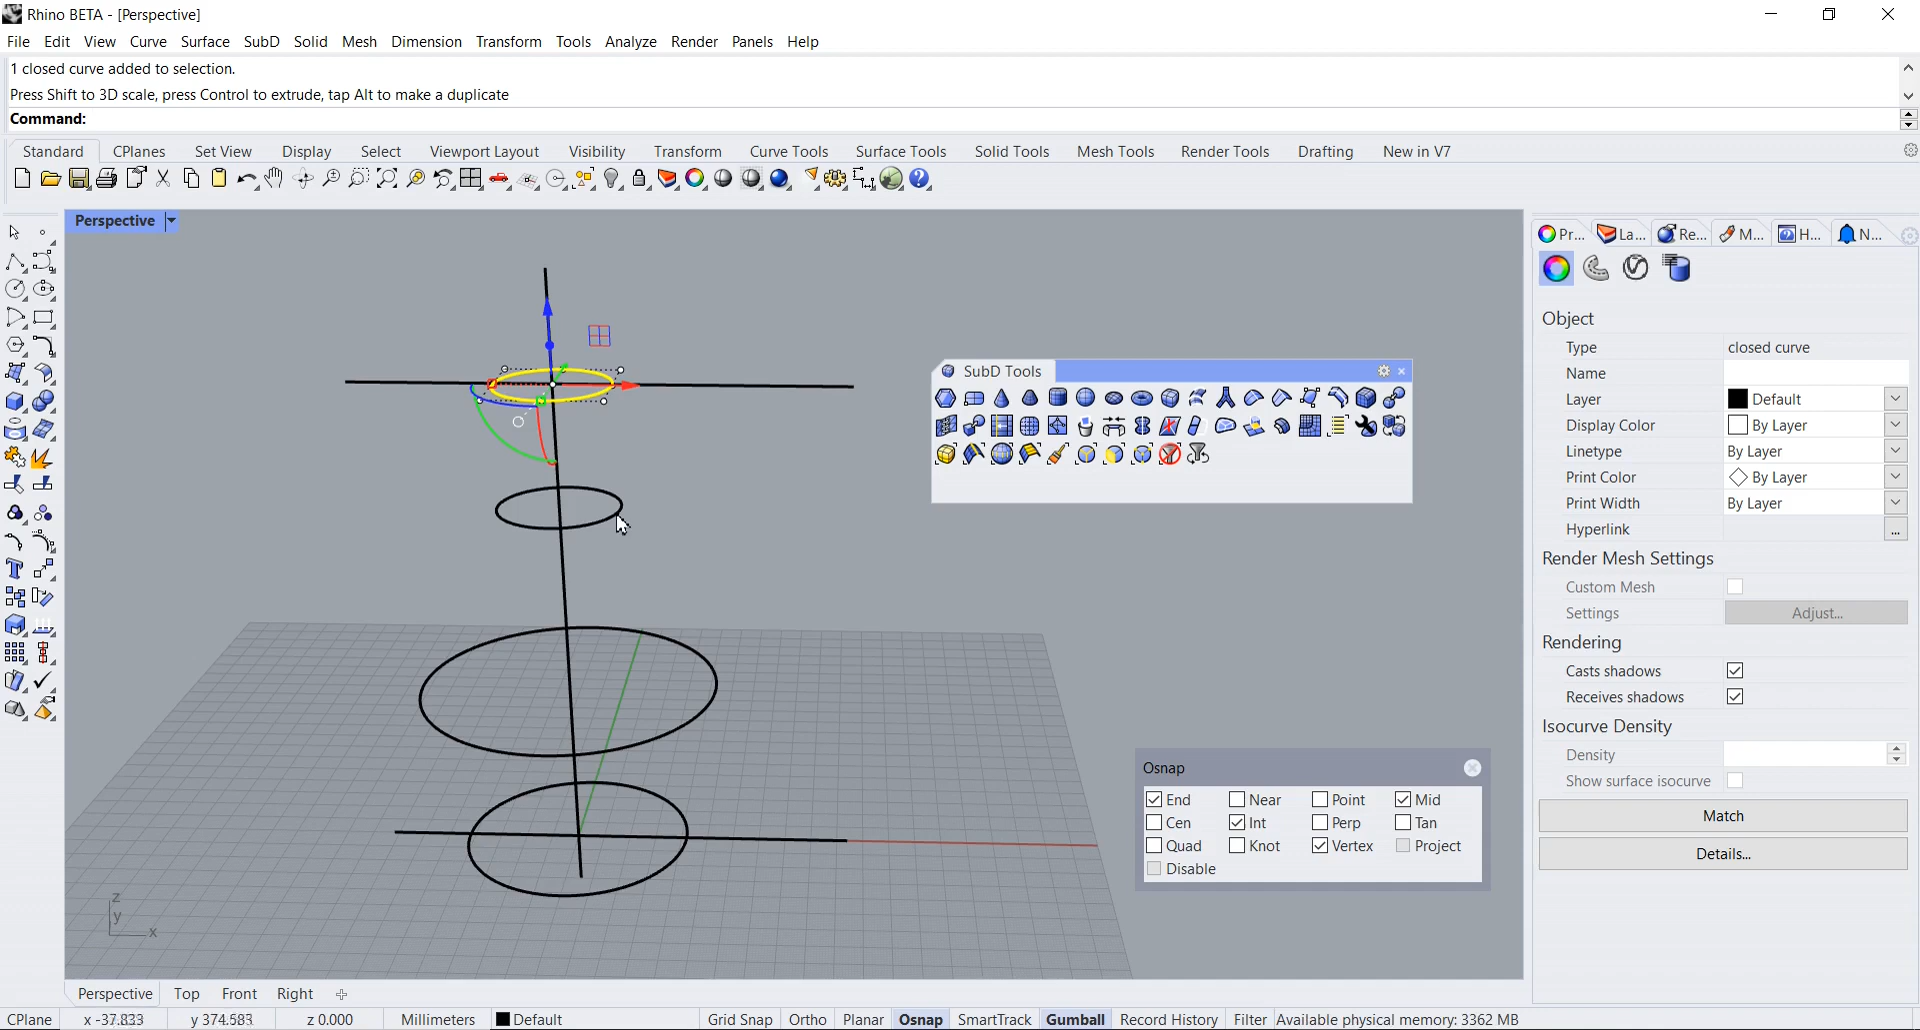 Rhino BETA - [Perspective]
File Edit View Curve Surface SubD Solid Mesh Dimension Transform Tools Analyze Render Panels Help
1 closed curve added to selection.
Press Shift to 3D scale, press Control to extrude, tap Alt to make a duplicate
Command:
Standard CPlanes Set View Display Select Viewport Layout Visibility Transform Curve Tools Surface Tools Solid Tools Mesh Tools Render Tools Drafting New in V7
Perspective
Pr... La... Re... M... H... N...
Object
Type closed curve
Name
Layer Default
Display Color By Layer
Linetype By Layer
Print Color By Layer
Print Width By Layer
Hyperlink ...
Render Mesh Settings
Custom Mesh
Settings Adjust...
Rendering
Casts shadows
Receives shadows
Isocurve Density
Density
Show surface isocurve
Match
Details...
SubD Tools
Osnap
End Near Point Mid
Cen Int Perp Tan
Quad Knot Vertex Project
Disable
z
y
x
Perspective Top Front Right
CPlane x -37.833 y 374.583 z 0.000 Millimeters Default Grid Snap Ortho Planar Osnap SmartTrack Gumball Record History Filter Available physical memory: 3362 MB